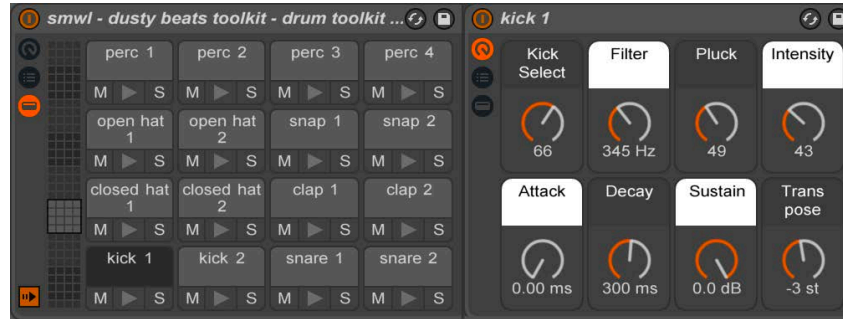 smwl - dusty beats toolkit - drum toolkit ...
perc 1 perc 2 perc 3 perc 4
M S M S M S M S
open hat 1 open hat 2 snap 1 snap 2
M S M S M S M S
closed hat 1 closed hat 2 clap 1 clap 2
M S M S M S M S
kick 1 kick 2 snare 1 snare 2
M S M S M S M S
kick 1
Kick Select Filter Pluck Intensity
66 345 Hz 49 43
Attack Decay Sustain Trans pose
0.00 ms 300 ms 0.0 dB -3 st